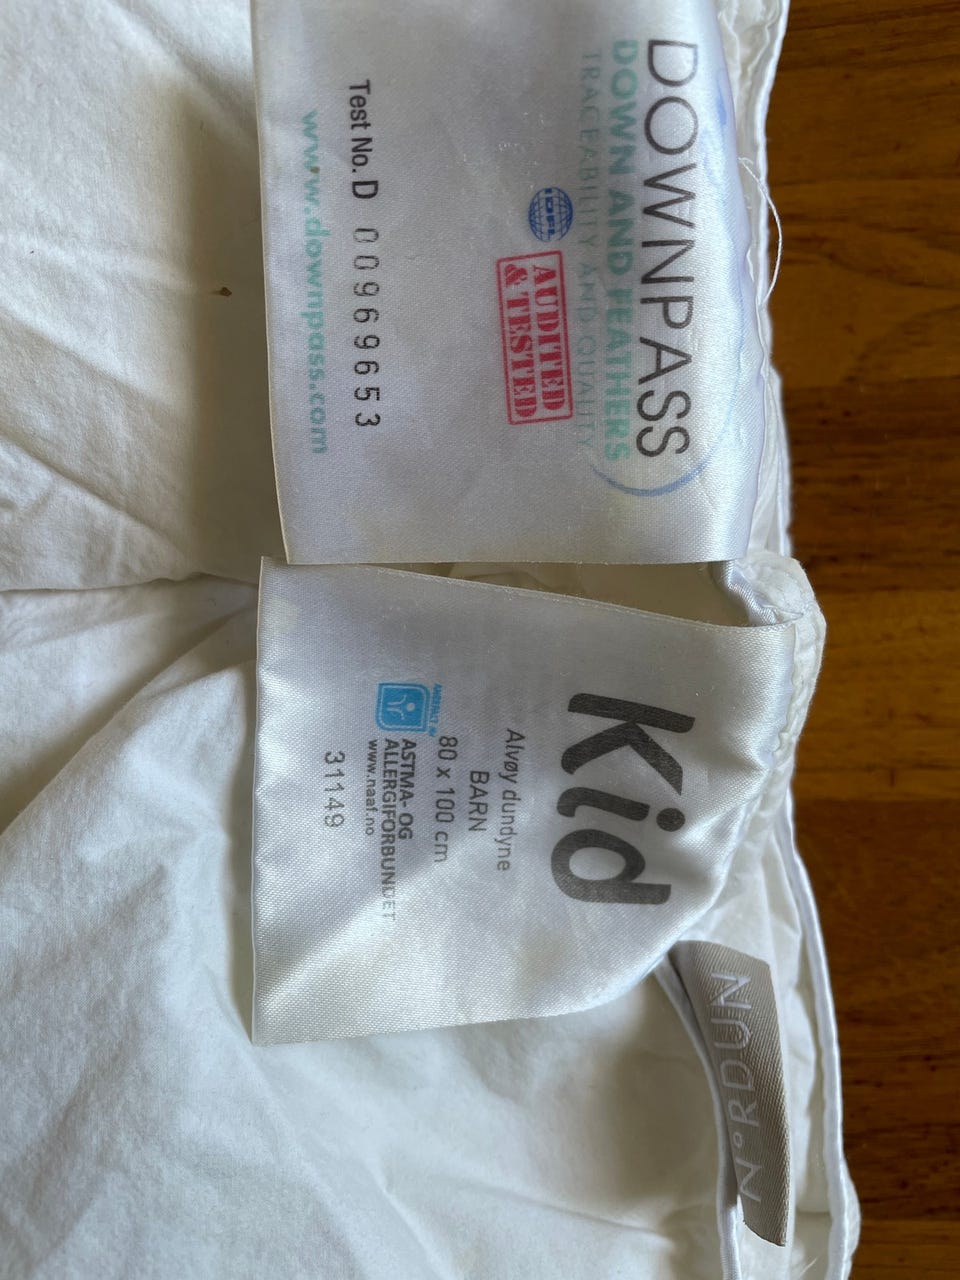 DOWNPASS
DOWN AND FEATHERS
TRACEABILITY AND QUALITY
IDFL
AUDITED
& TESTED
Test No. D 00969653
www.downpass.com
Kid
Alvøy dundyne
BARN
80 x 100 cm
ASTMA- OG
ALLERGIFORBUNDET
www.naaf.no
31149
NORDUN